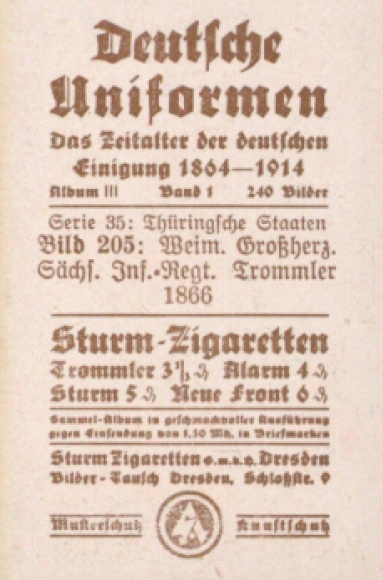 Deutſche
Uniformen
Das Zeitalter der deutſchen
Einigung 1864—1914
Album III Band 1 240 Bilder
Serie 35: Thüringſche Staaten
Bild 205: Weim. Großherz.
Sächſ. Inf.-Regt. Trommler
1866
Sturm-Zigaretten
Trommler 3⅓ ₰ Alarm 4 ₰
Sturm 5 ₰ Neue Front 6 ₰
Sammel-Album in geſchmackvoller Ausführung
gegen Einſendung von 1.50 Mk. in Briefmarken
Sturm Zigaretten G.m.b.H. Dresden
Bilder-Tauſch Dresden, Schloßſtr. 9
Muſterſchutz Kunſtſchutz